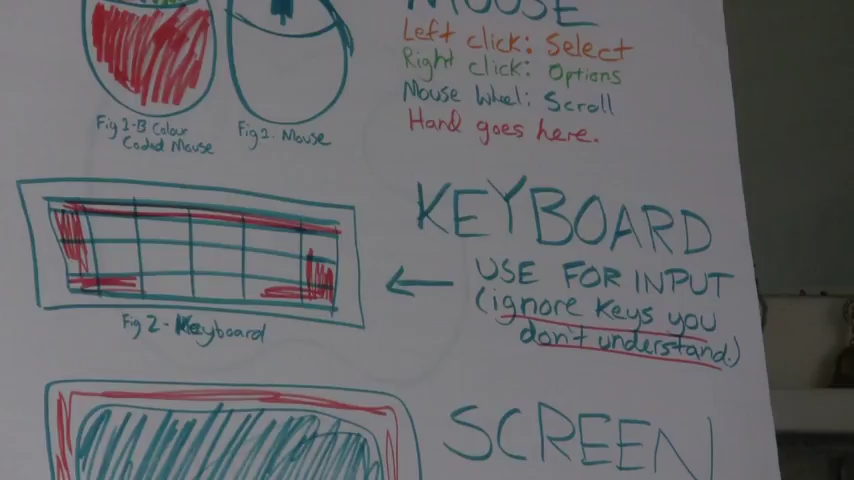 MOUSE
Left click: Select
Right click: Options
Mouse Wheel: Scroll
Hand goes here.
Fig 1-B Colour
Coded Mouse
Fig 1. Mouse
KEYBOARD
USE FOR INPUT
(ignore keys you
don't understand.)
Fig 2 - Keyboard
SCREEN